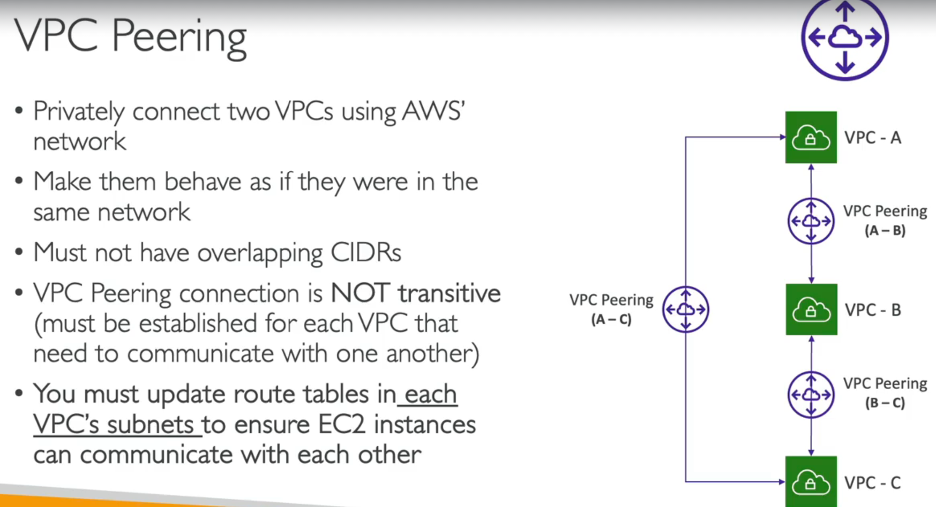 VPC Peering
• Privately connect two VPCs using AWS'
network
• Make them behave as if they were in the
same network
• Must not have overlapping CIDRs
• VPC Peering connection is NOT transitive
(must be established for each VPC that
need to communicate with one another)
• You must update route tables in each
VPC's subnets to ensure EC2 instances
can communicate with each other
VPC - A
VPC Peering
(A – B)
VPC Peering
(A – C)
VPC - B
VPC Peering
(B – C)
VPC - C